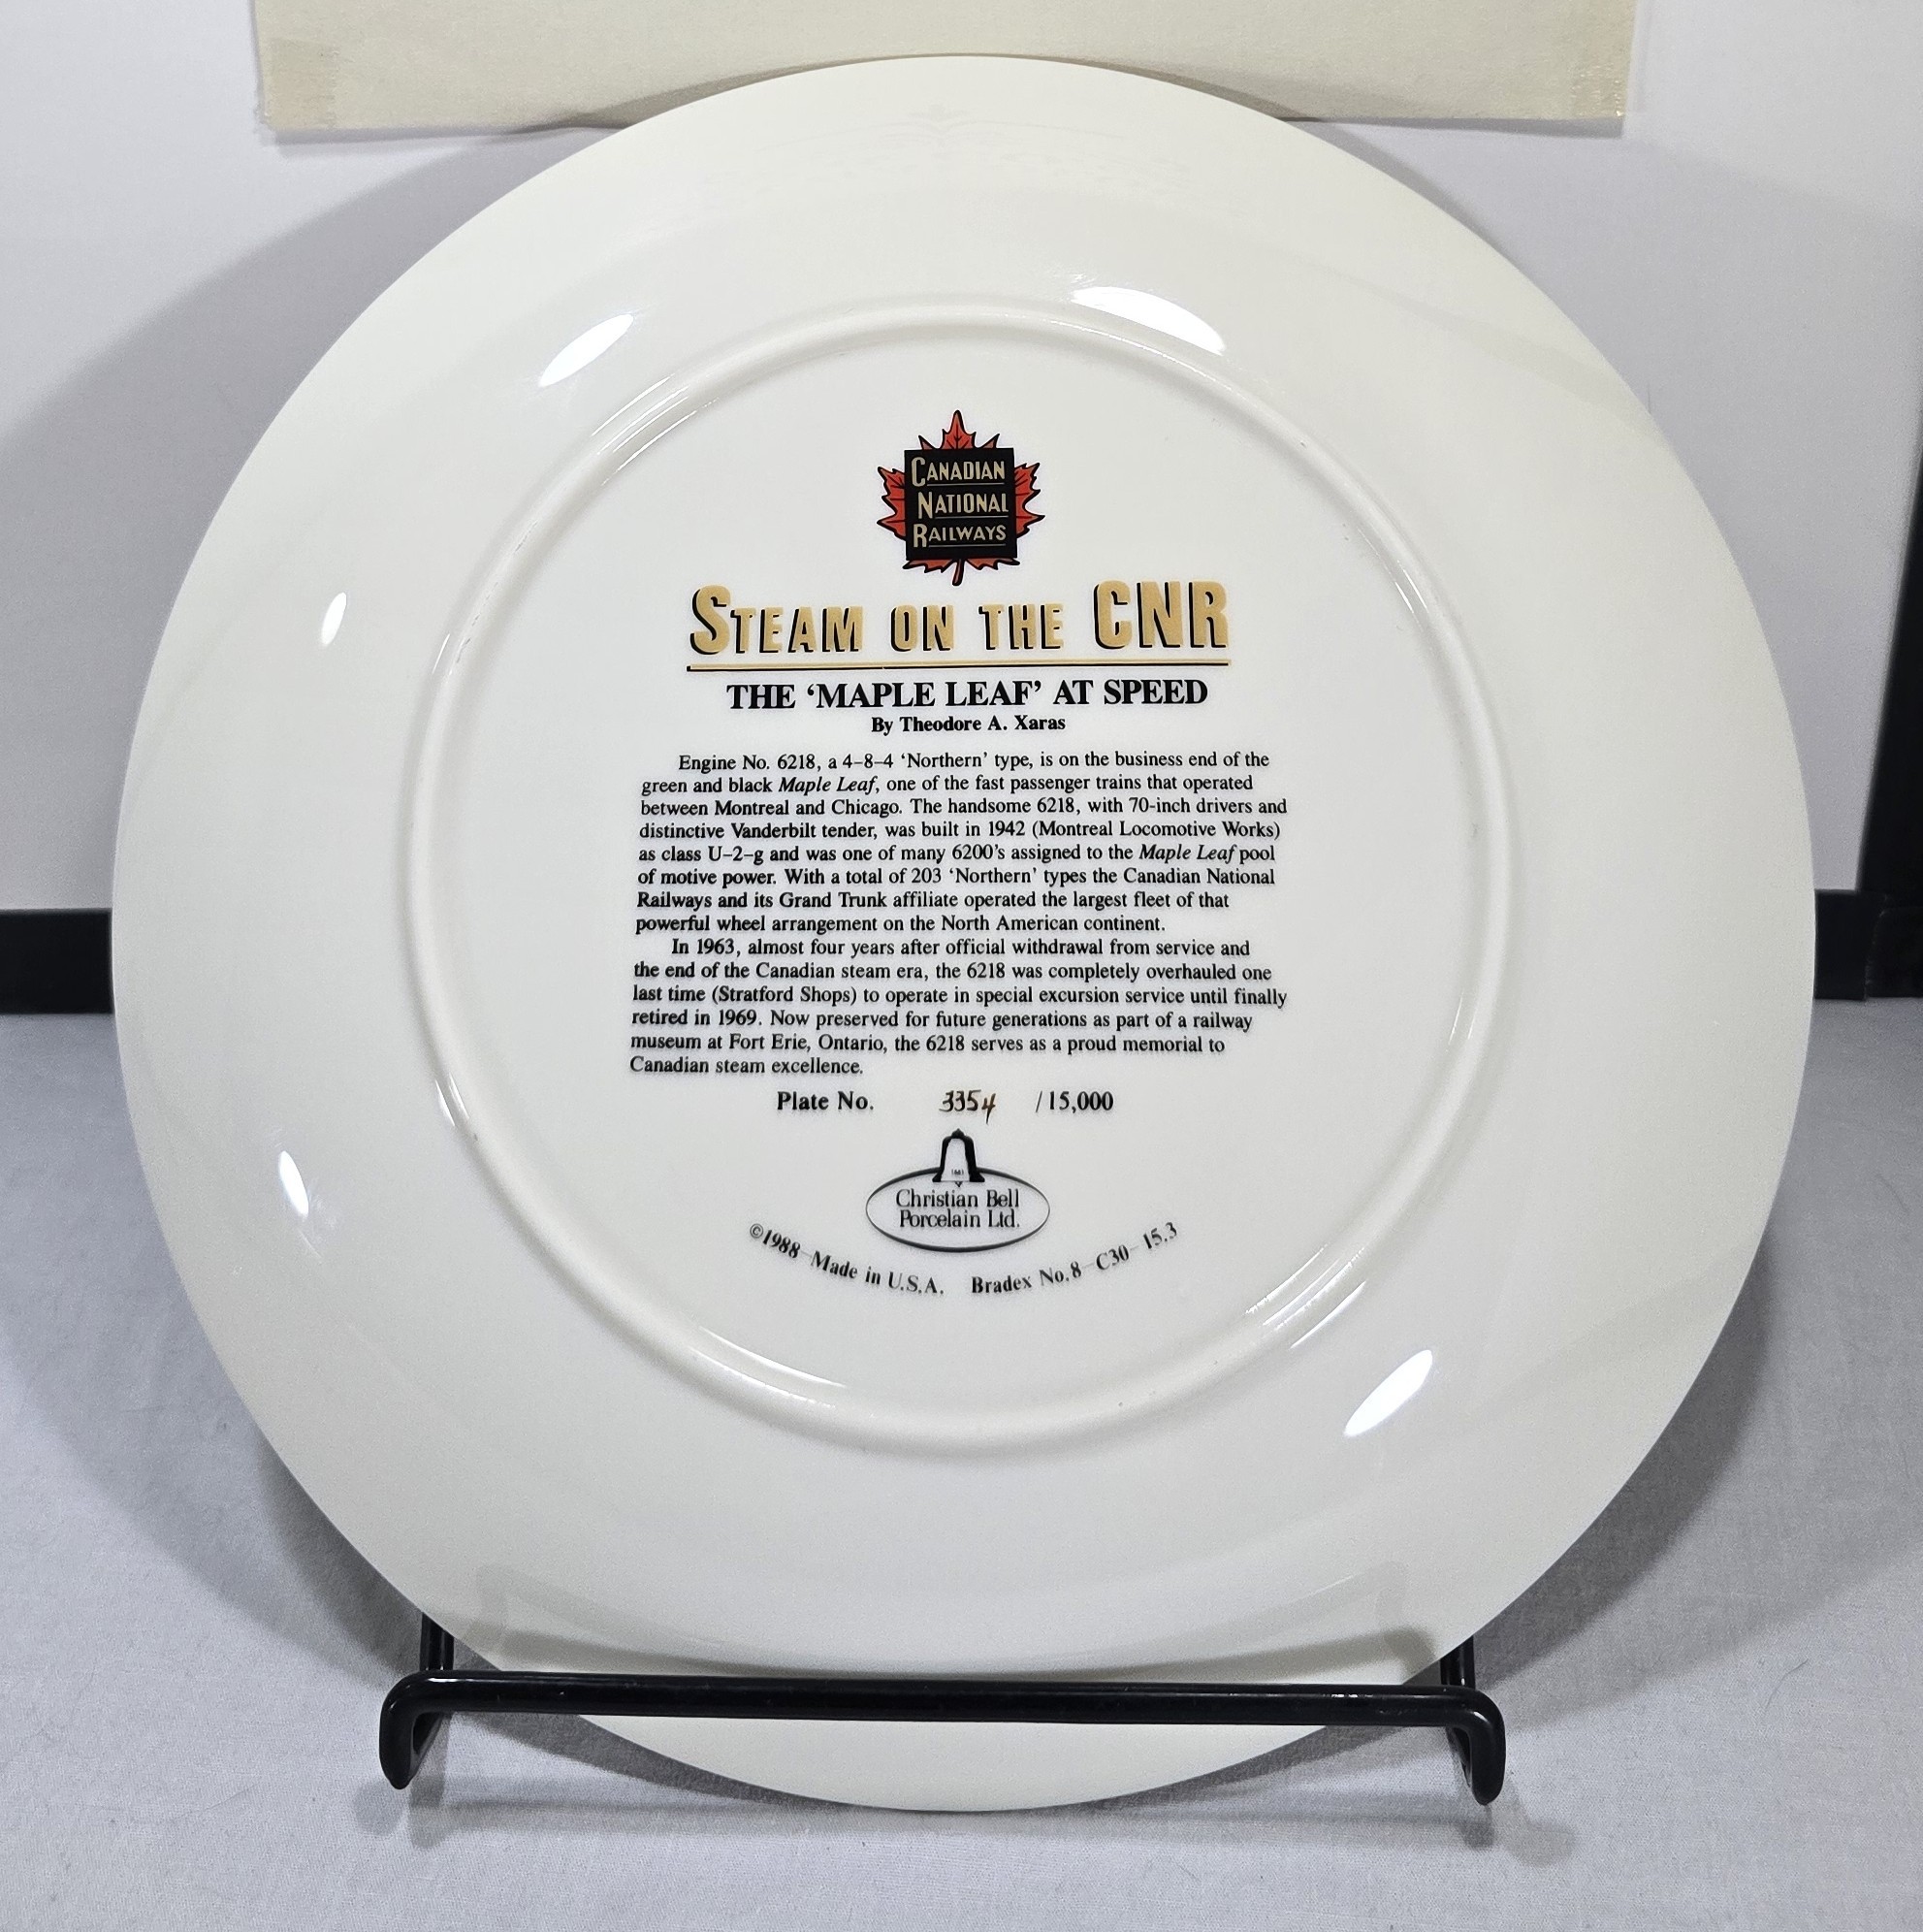 CANADIAN
NATIONAL
RAILWAYS
STEAM ON THE CNR
THE ‘MAPLE LEAF’ AT SPEED
By Theodore A. Xaras
Engine No. 6218, a 4–8–4 ‘Northern’ type, is on the business end of the
green and black Maple Leaf, one of the fast passenger trains that operated
between Montreal and Chicago. The handsome 6218, with 70-inch drivers and
distinctive Vanderbilt tender, was built in 1942 (Montreal Locomotive Works)
as class U–2–g and was one of many 6200’s assigned to the Maple Leaf pool
of motive power. With a total of 203 ‘Northern’ types the Canadian National
Railways and its Grand Trunk affiliate operated the largest fleet of that
powerful wheel arrangement on the North American continent.
In 1963, almost four years after official withdrawal from service and
the end of the Canadian steam era, the 6218 was completely overhauled one
last time (Stratford Shops) to operate in special excursion service until finally
retired in 1969. Now preserved for future generations as part of a railway
museum at Fort Erie, Ontario, the 6218 serves as a proud memorial to
Canadian steam excellence.
Plate No. 3354 /15,000
Christian Bell
Porcelain Ltd.
©1988–Made in U.S.A. Bradex No. 8–C30–15.3